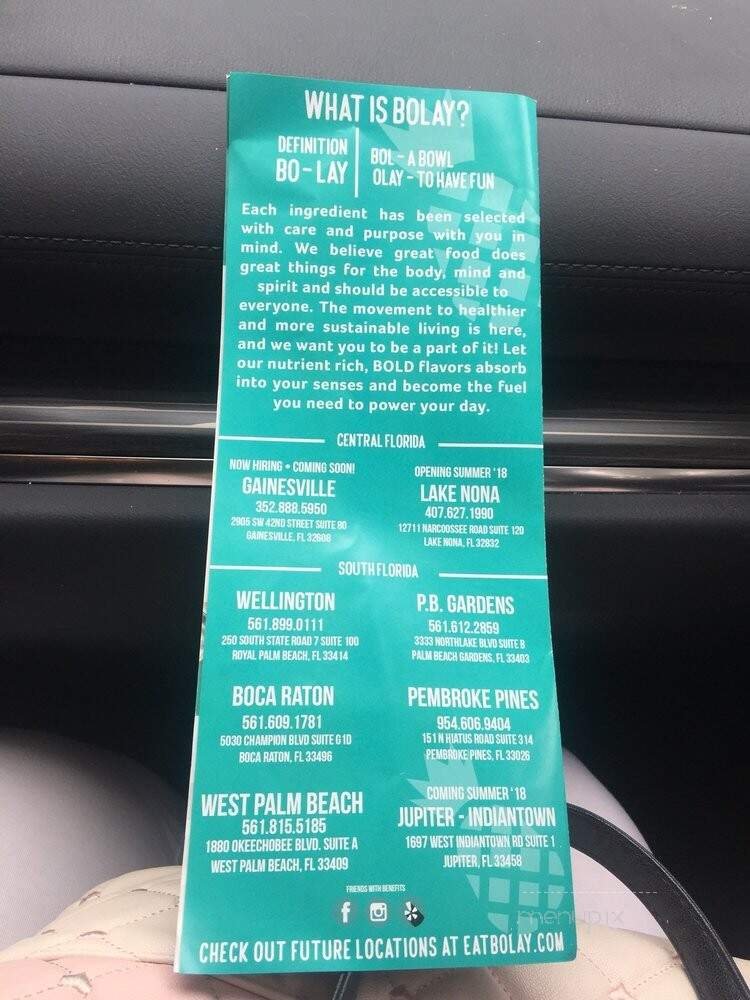 WHAT IS BOLAY?
DEFINITION
BO-LAY
BOL - A BOWL
OLAY - TO HAVE FUN
Each ingredient has been selected
with care and purpose with you in
mind. We believe great food does
great things for the body, mind and
spirit and should be accessible to
everyone. The movement to healthier
and more sustainable living is here,
and we want you to be a part of it! Let
our nutrient rich, BOLD flavors absorb
into your senses and become the fuel
you need to power your day.
CENTRAL FLORIDA
NOW HIRING • COMING SOON!
GAINESVILLE
352.888.5950
2905 SW 42ND STREET SUITE 80
GAINESVILLE, FL 32608
OPENING SUMMER '18
LAKE NONA
407.627.1990
12711 NARCOOSSEE ROAD SUITE 120
LAKE NONA, FL 32832
SOUTH FLORIDA
WELLINGTON
561.899.0111
250 SOUTH STATE ROAD 7 SUITE 100
ROYAL PALM BEACH, FL 33414
P.B. GARDENS
561.612.2859
3333 NORTHLAKE BLVD SUITE B
PALM BEACH GARDENS, FL 33403
BOCA RATON
561.609.1781
5030 CHAMPION BLVD SUITE G1D
BOCA RATON, FL 33496
PEMBROKE PINES
954.606.9404
151 N HIATUS ROAD SUITE 314
PEMBROKE PINES, FL 33026
WEST PALM BEACH
561.815.5185
1880 OKEECHOBEE BLVD. SUITE A
WEST PALM BEACH, FL 33409
COMING SUMMER '18
JUPITER - INDIANTOWN
1697 WEST INDIANTOWN RD SUITE 1
JUPITER, FL 33458
FRIENDS WITH BENEFITS
CHECK OUT FUTURE LOCATIONS AT EATBOLAY.COM
menupix